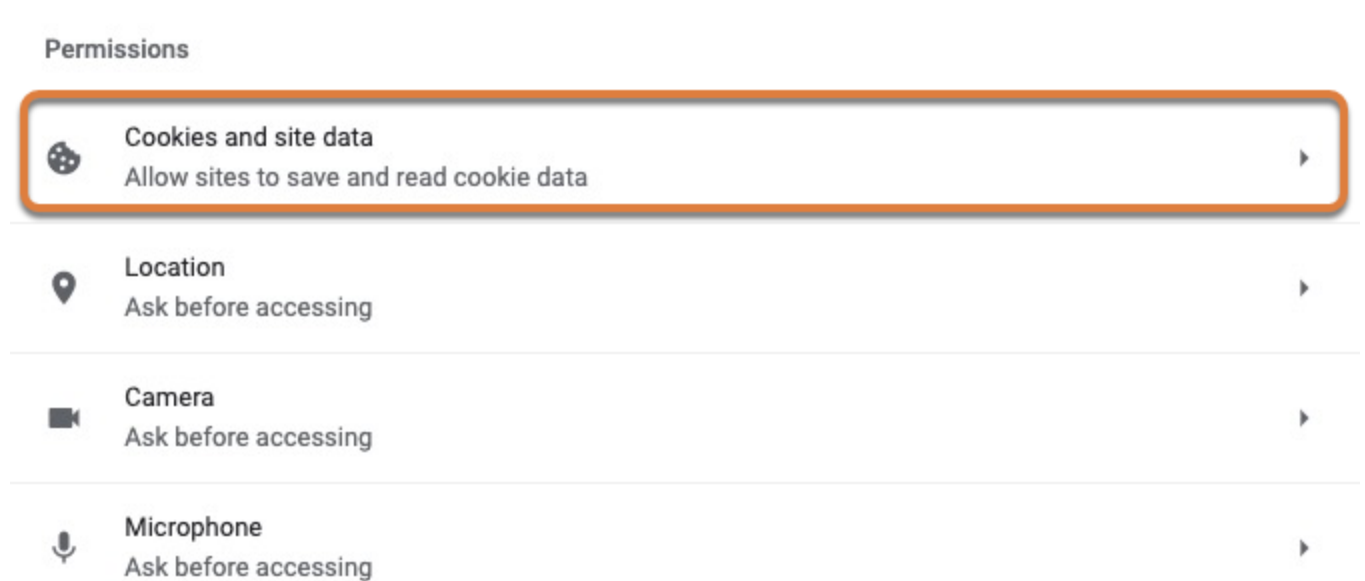 Permissions
Cookies and site data
Allow sites to save and read cookie data
Location
Ask before accessing
Camera
Ask before accessing
Microphone
Ask before accessing